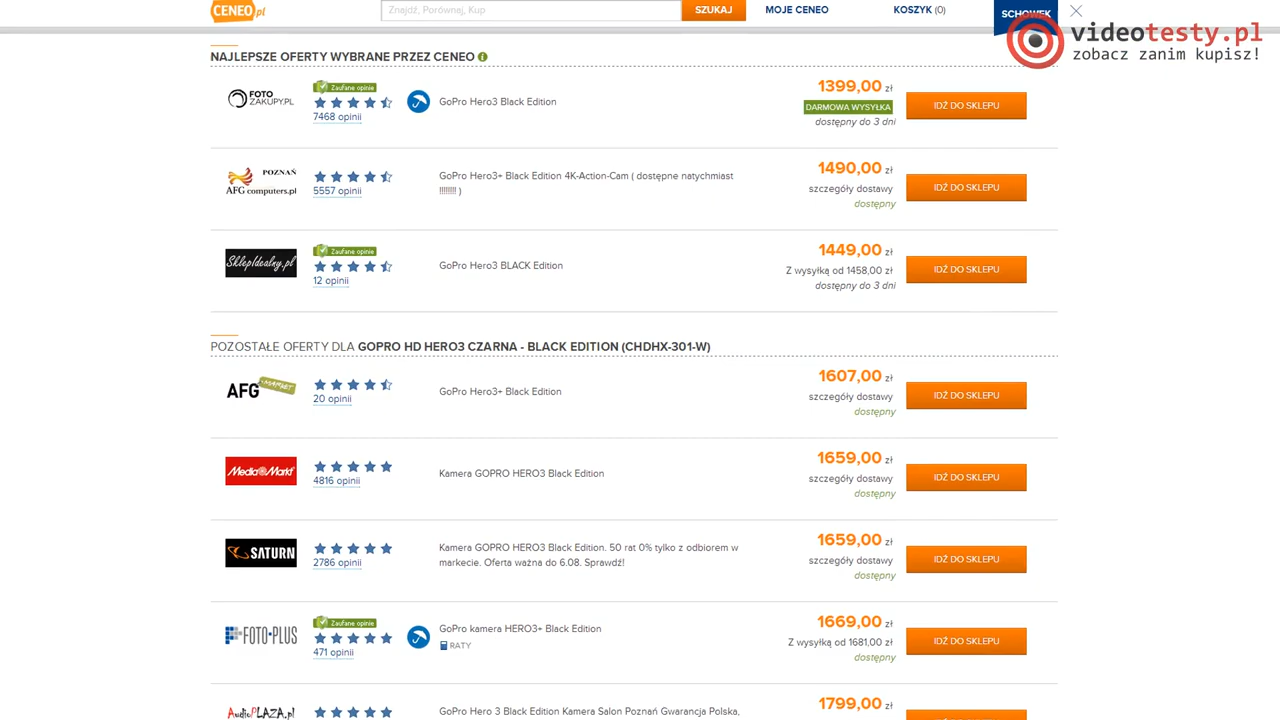 CENEO.pl
Znajdź, Porównaj, Kup
SZUKAJ
MOJE CENEO
KOSZYK (0)
SCHOWEK
videotesty.pl
zobacz zanim kupisz!
NAJLEPSZE OFERTY WYBRANE PRZEZ CENEO
FOTO
ZAKUPY.PL
Zaufane opinie
7468 opinii
GoPro Hero3 Black Edition
1399,00 zł
DARMOWA WYSYŁKA
dostępny do 3 dni
IDŹ DO SKLEPU
POZNAŃ
AFG computers.pl
5557 opinii
GoPro Hero3+ Black Edition 4K-Action-Cam ( dostępne natychmiast
!!!!!!!! )
1490,00 zł
szczegóły dostawy
dostępny
IDŹ DO SKLEPU
SklepIdealny.pl
Zaufane opinie
12 opinii
GoPro Hero3 BLACK Edition
1449,00 zł
Z wysyłką od 1458,00 zł
dostępny do 3 dni
IDŹ DO SKLEPU
POZOSTAŁE OFERTY DLA GOPRO HD HERO3 CZARNA - BLACK EDITION (CHDHX-301-W)
AFG MARKET
20 opinii
GoPro Hero3+ Black Edition
1607,00 zł
szczegóły dostawy
dostępny
IDŹ DO SKLEPU
Media Markt
4816 opinii
Kamera GOPRO HERO3 Black Edition
1659,00 zł
szczegóły dostawy
dostępny
IDŹ DO SKLEPU
SATURN
2786 opinii
Kamera GOPRO HERO3 Black Edition. 50 rat 0% tylko z odbiorem w
markecie. Oferta ważna do 6.08. Sprawdź!
1659,00 zł
szczegóły dostawy
dostępny
IDŹ DO SKLEPU
FOTO-PLUS
Zaufane opinie
471 opinii
GoPro kamera HERO3+ Black Edition
RATY
1669,00 zł
Z wysyłką od 1681,00 zł
dostępny
IDŹ DO SKLEPU
AudioPLAZA.pl
GoPro Hero 3 Black Edition Kamera Salon Poznań Gwarancja Polska,
1799,00 zł